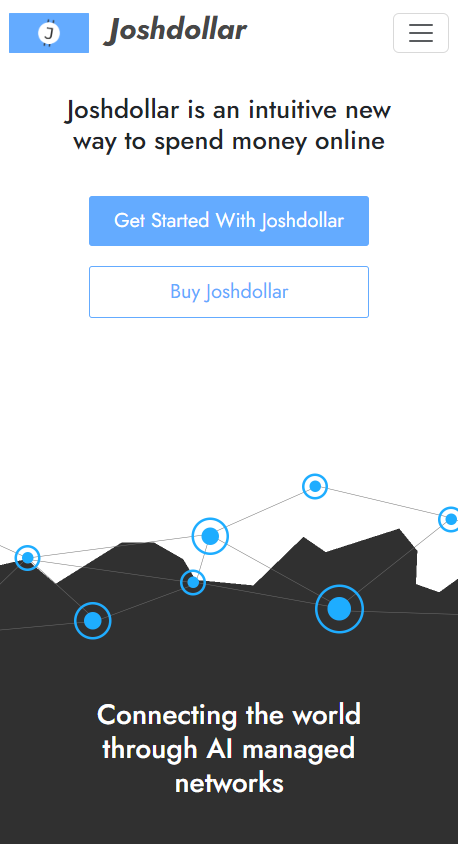 J
Joshdollar
Joshdollar is an intuitive new
way to spend money online
Get Started With Joshdollar
Buy Joshdollar
Connecting the world
through AI managed
networks